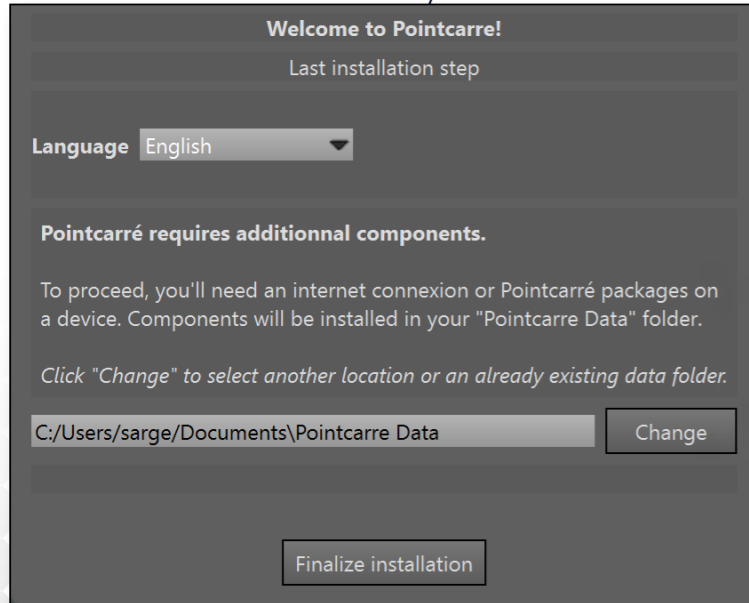 Welcome to Pointcarre!
Last installation step
Language English
Pointcarré requires additionnal components.
To proceed, you'll need an internet connexion or Pointcarré packages on
a device. Components will be installed in your "Pointcarre Data" folder.
Click "Change" to select another location or an already existing data folder.
C:/Users/sarge/Documents\Pointcarre Data Change
Finalize installation